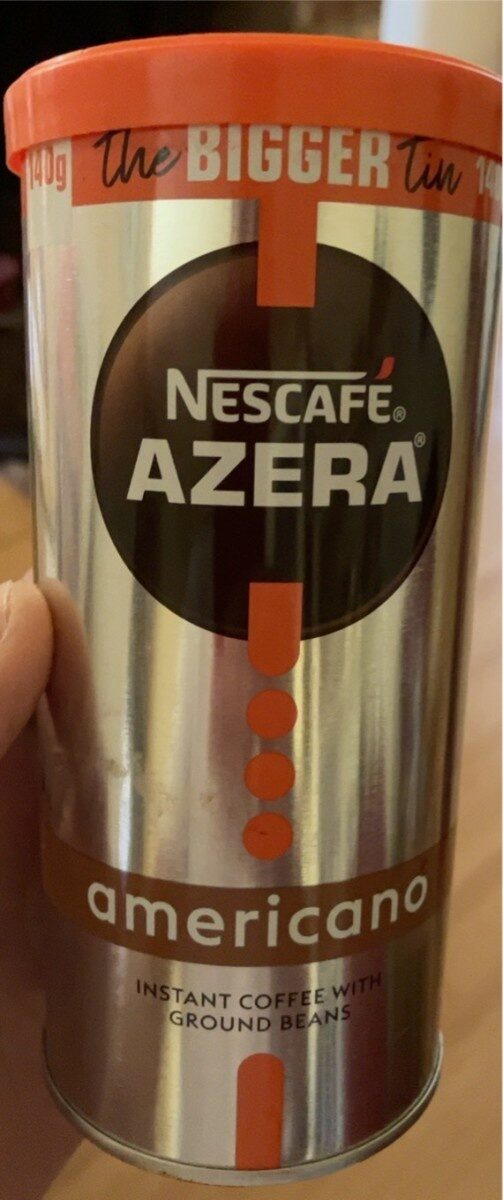 140g the BIGGER tin 14
NESCAFÉ®
AZERA®
americano
INSTANT COFFEE WITH
GROUND BEANS